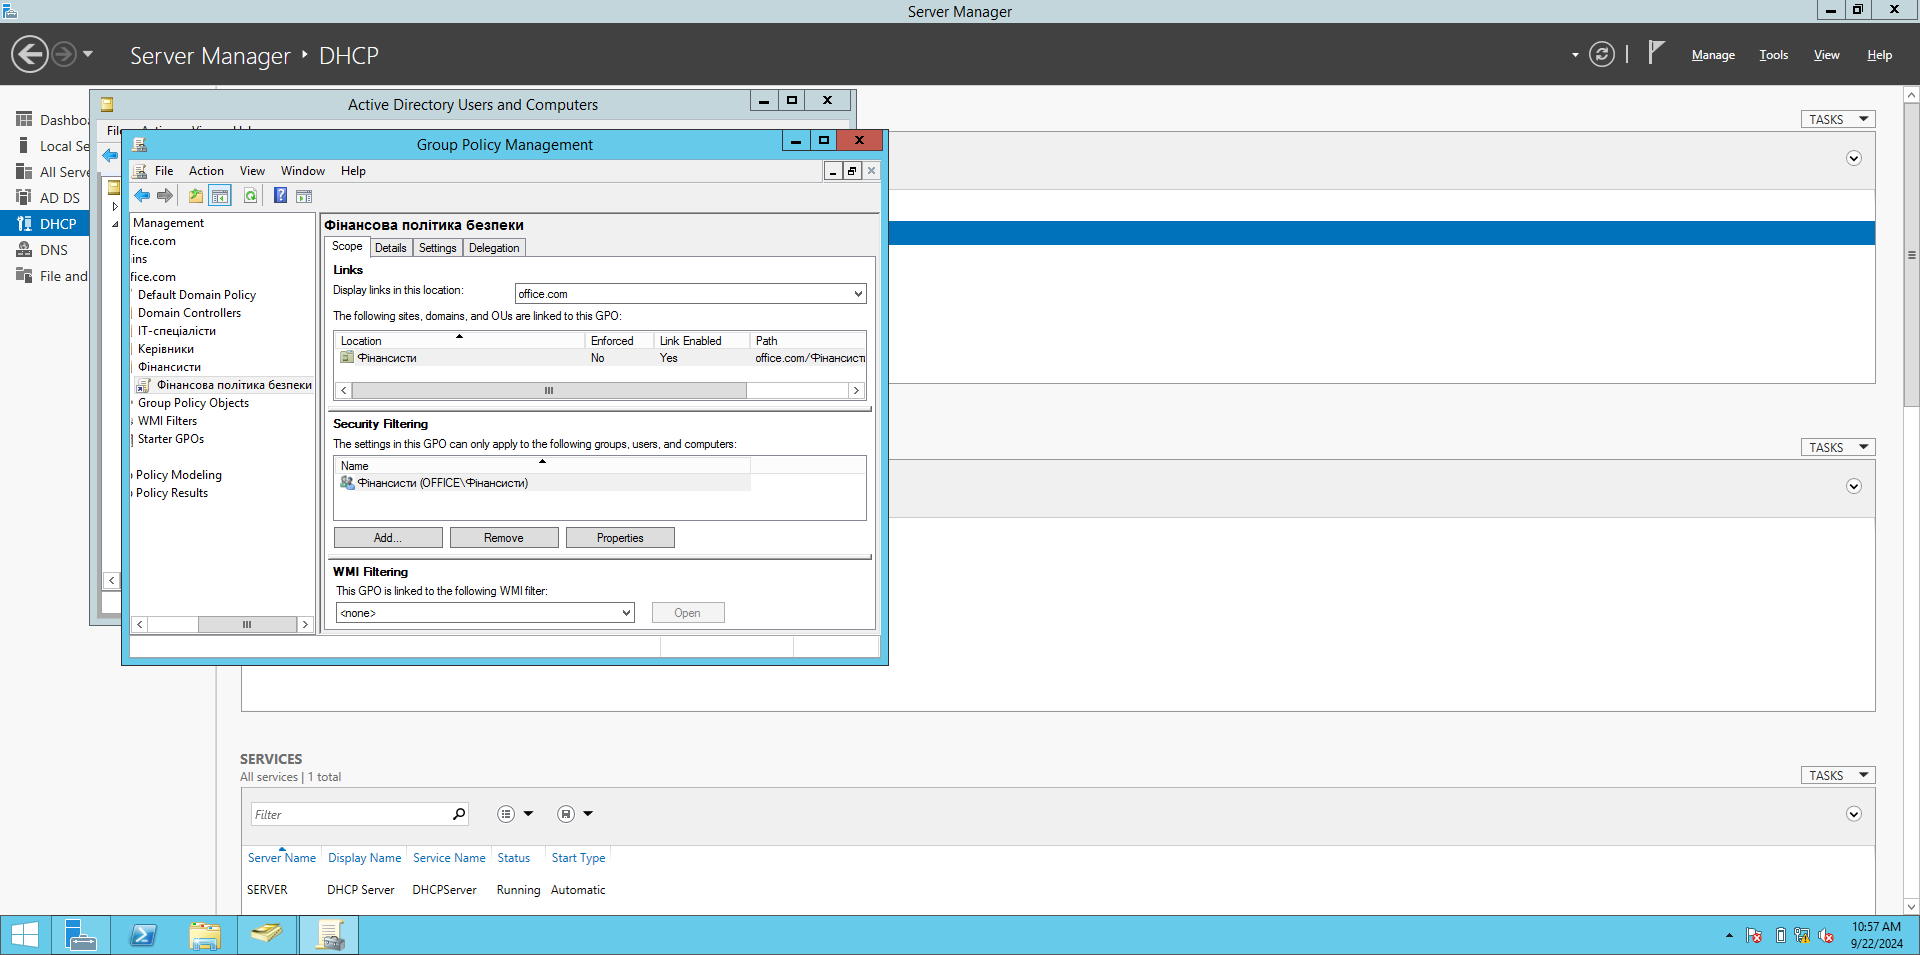 Server Manager
Server Manager ‣ DHCP
Manage
Tools
View
Help
Dashbo
Local Se
All Serve
AD DS
DHCP
DNS
File and
Active Directory Users and Computers
TASKS
Group Policy Management
File
Action
View
Window
Help
Management
fice.com
ins
fice.com
Default Domain Policy
Domain Controllers
ІТ-спеціалісти
Керівники
Фінансисти
Фінансова політика безпеки
Group Policy Objects
WMI Filters
Starter GPOs
Policy Modeling
Policy Results
Фінансова політика безпеки
Scope
Details
Settings
Delegation
Links
Display links in this location:
office.com
The following sites, domains, and OUs are linked to this GPO:
Location
Enforced
Link Enabled
Path
Фінансисти
No
Yes
office.com/Фінансисти
Security Filtering
The settings in this GPO can only apply to the following groups, users, and computers:
Name
Фінансисти (OFFICE\Фінансисти)
Add...
Remove
Properties
WMI Filtering
This GPO is linked to the following WMI filter:
<none>
Open
TASKS
SERVICES
All services | 1 total
TASKS
Filter
Server Name
Display Name
Service Name
Status
Start Type
SERVER
DHCP Server
DHCPServer
Running
Automatic
10:57 AM
9/22/2024